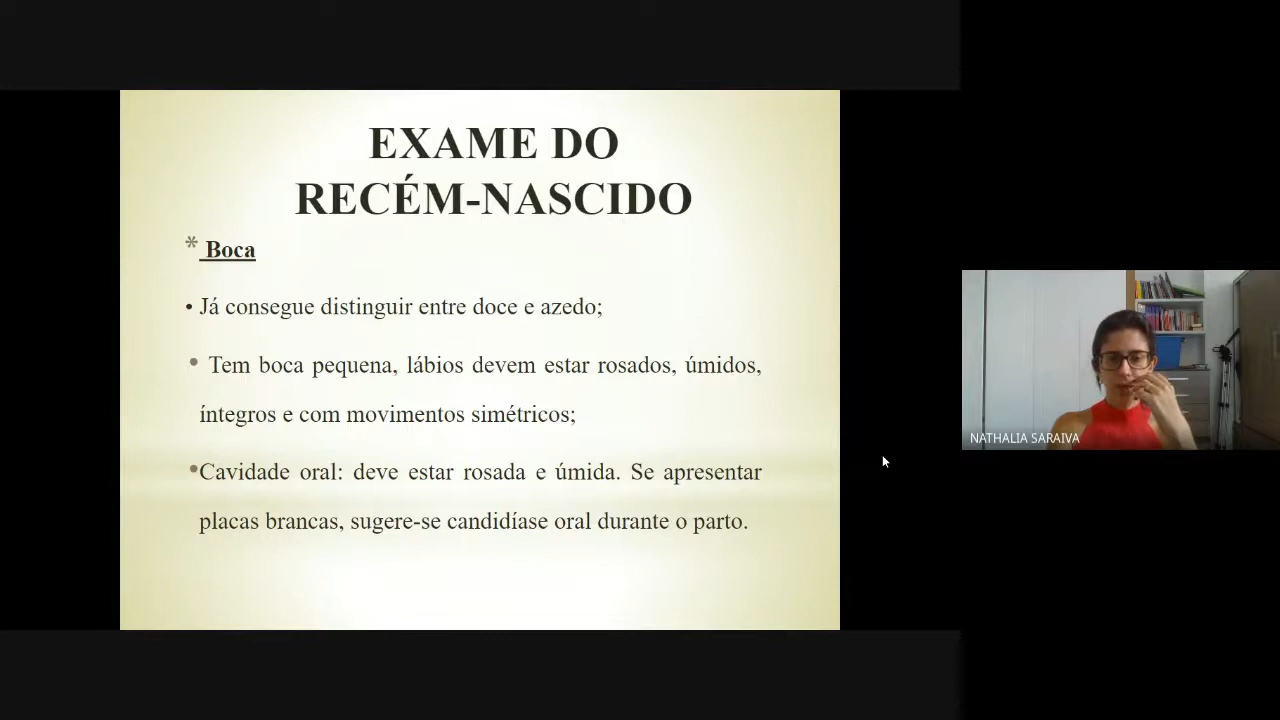 EXAME DO
RECÉM-NASCIDO
* Boca
• Já consegue distinguir entre doce e azedo;
• Tem boca pequena, lábios devem estar rosados, úmidos,
íntegros e com movimentos simétricos;
•Cavidade oral: deve estar rosada e úmida. Se apresentar
placas brancas, sugere-se candidíase oral durante o parto.
NATHALIA SARAIVA